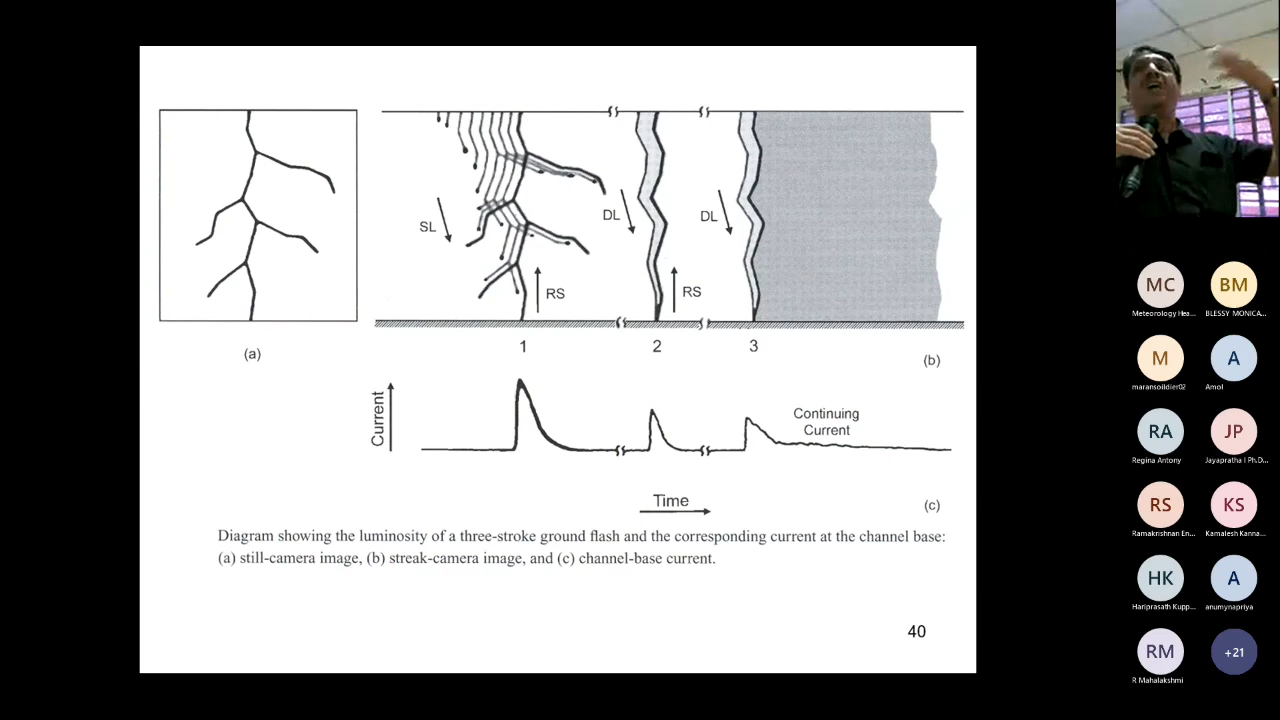 SL
RS
DL
RS
DL
(a)
1
2
3
(b)
Current
Continuing
Current
Time
(c)
Diagram showing the luminosity of a three-stroke ground flash and the corresponding current at the channel base:
(a) still-camera image, (b) streak-camera image, and (c) channel-base current.
40
MC
BM
Meteorology Hea...
BLESSY MONICA...
M
A
maransoildier02
Amol
RA
JP
Regina Antony
Jayapratha I Ph.D...
RS
KS
Ramakrishnan En...
Kamalesh Kanna...
HK
A
Hariprasath Kupp...
anumynapriya
RM
+21
R Mahalakshmi